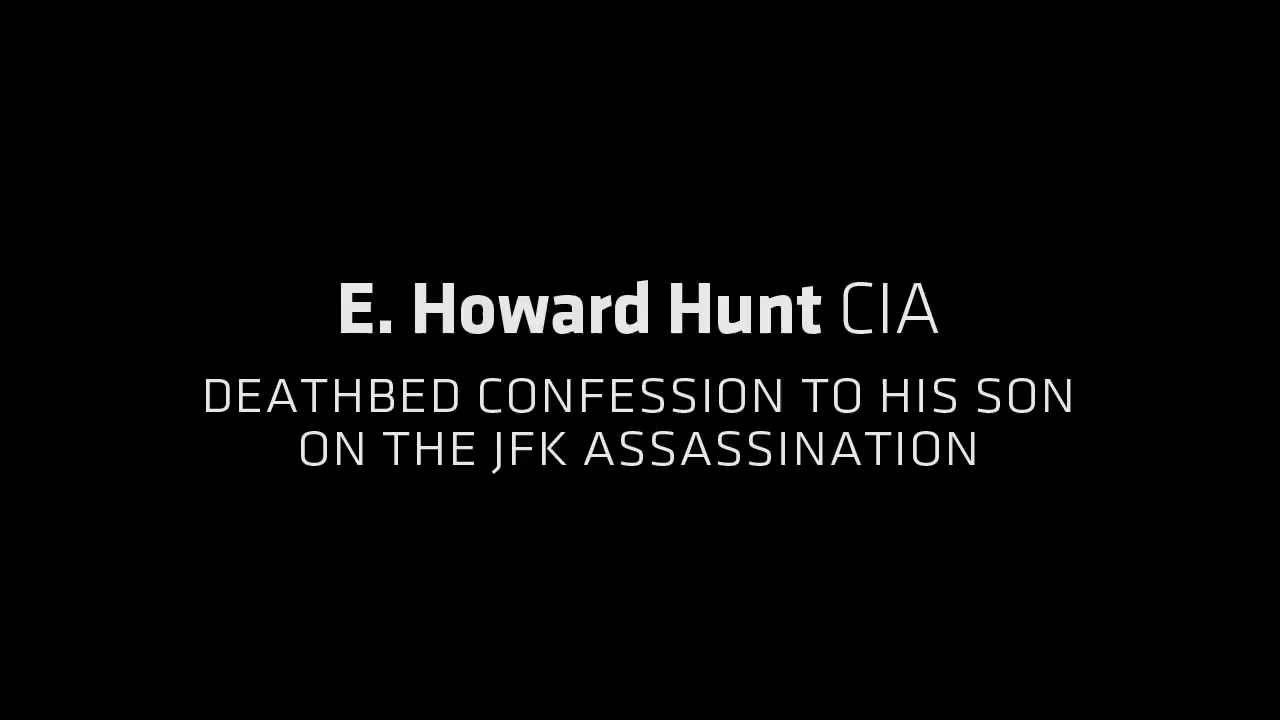 E. Howard Hunt CIA
DEATHBED CONFESSION TO HIS SON
ON THE JFK ASSASSINATION